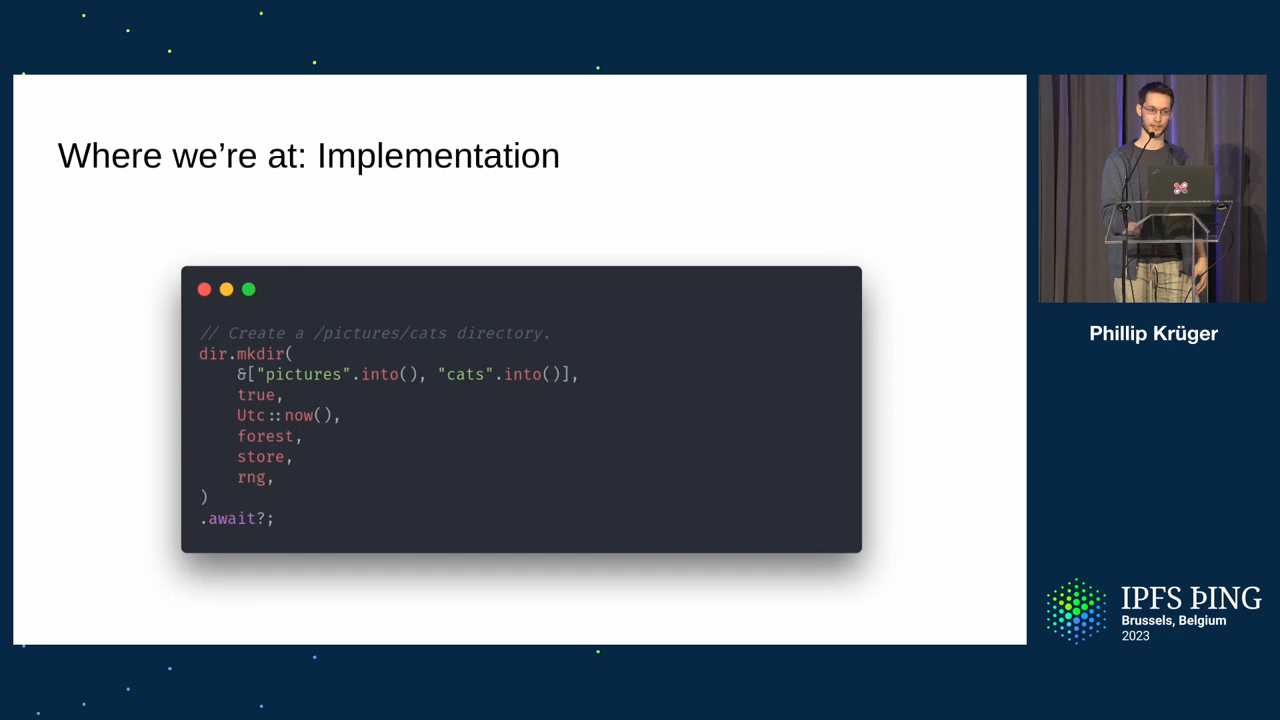 Where we're at: Implementation
// Create a /pictures/cats directory.
dir.mkdir(
    &["pictures".into(), "cats".into()],
    true,
    Utc::now(),
    forest,
    store,
    rng,
)
.await?;
Phillip Krüger
IPFS ÞING
Brussels, Belgium
2023